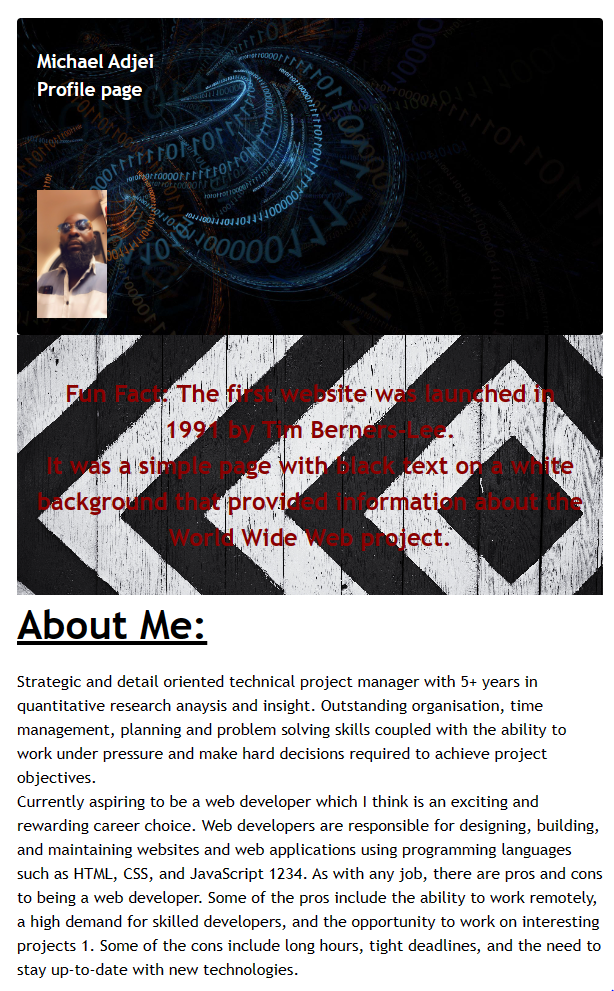 Michael Adjei
Profile page
Fun Fact: The first website was launched in
1991 by Tim Berners-Lee.
It was a simple page with black text on a white
background that provided information about the
World Wide Web project.
About Me:
Strategic and detail oriented technical project manager with 5+ years in
quantitative research anaysis and insight. Outstanding organisation, time
management, planning and problem solving skills coupled with the ability to
work under pressure and make hard decisions required to achieve project
objectives.
Currently aspiring to be a web developer which I think is an exciting and
rewarding career choice. Web developers are responsible for designing, building,
and maintaining websites and web applications using programming languages
such as HTML, CSS, and JavaScript 1234. As with any job, there are pros and cons
to being a web developer. Some of the pros include the ability to work remotely,
a high demand for skilled developers, and the opportunity to work on interesting
projects 1. Some of the cons include long hours, tight deadlines, and the need to
stay up-to-date with new technologies.